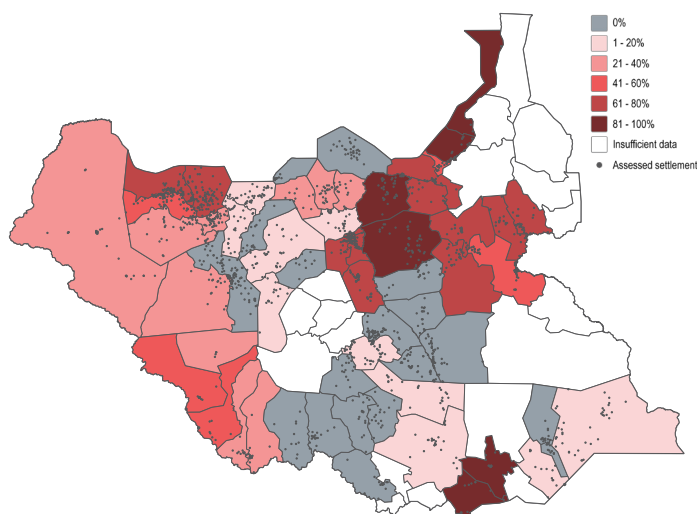 0%
1 - 20%
21 - 40%
41 - 60%
61 - 80%
81 - 100%
Insufficient data
Assessed settlement